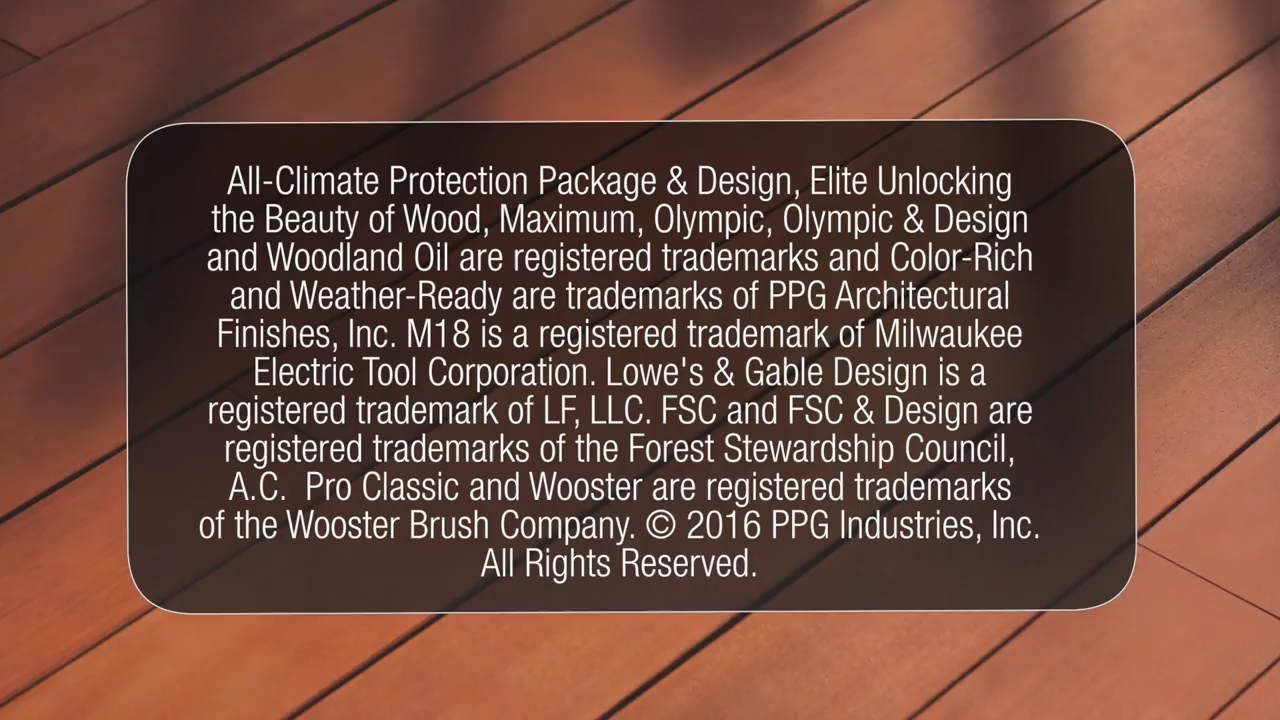 All-Climate Protection Package & Design, Elite Unlocking
the Beauty of Wood, Maximum, Olympic, Olympic & Design
and Woodland Oil are registered trademarks and Color-Rich
and Weather-Ready are trademarks of PPG Architectural
Finishes, Inc. M18 is a registered trademark of Milwaukee
Electric Tool Corporation. Lowe's & Gable Design is a
registered trademark of LF, LLC. FSC and FSC & Design are
registered trademarks of the Forest Stewardship Council,
A.C.  Pro Classic and Wooster are registered trademarks
of the Wooster Brush Company. © 2016 PPG Industries, Inc.
All Rights Reserved.